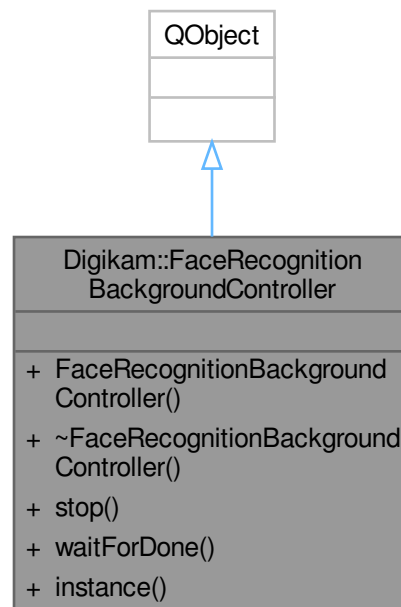 QObject
Digikam::FaceRecognition
BackgroundController
+ FaceRecognitionBackground
Controller()
+ ~FaceRecognitionBackground
Controller()
+ stop()
+ waitForDone()
+ instance()